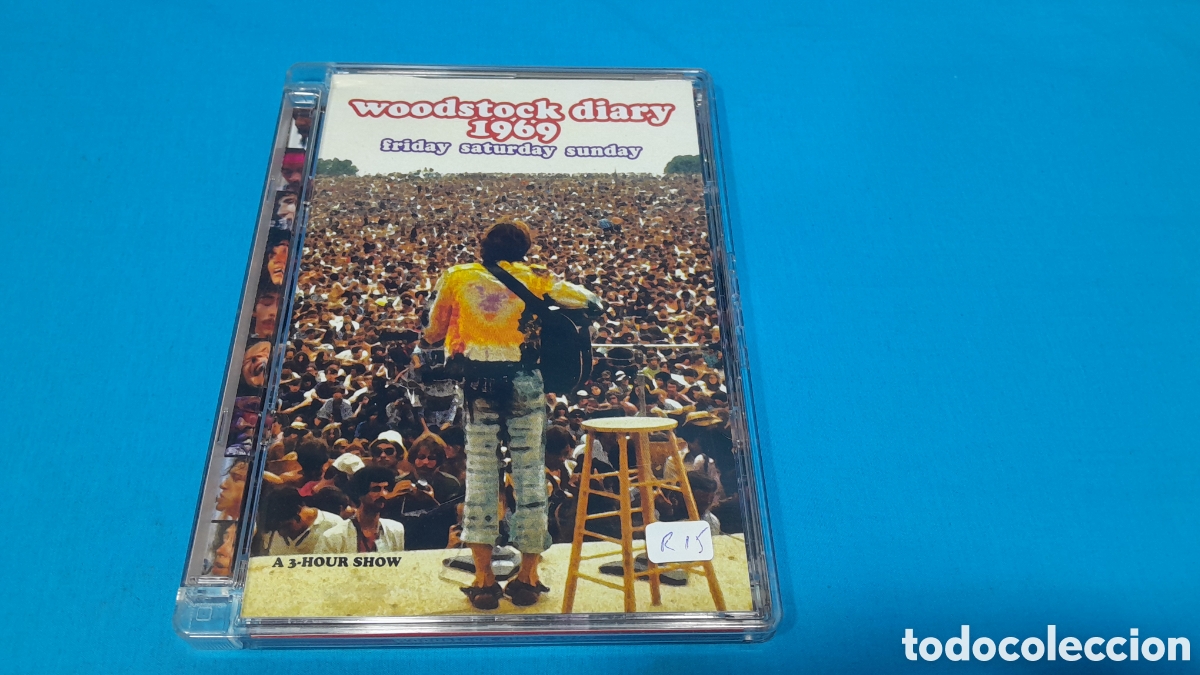 woodstock diary
1969
friday saturday sunday
A 3-HOUR SHOW
R 15
todocoleccion